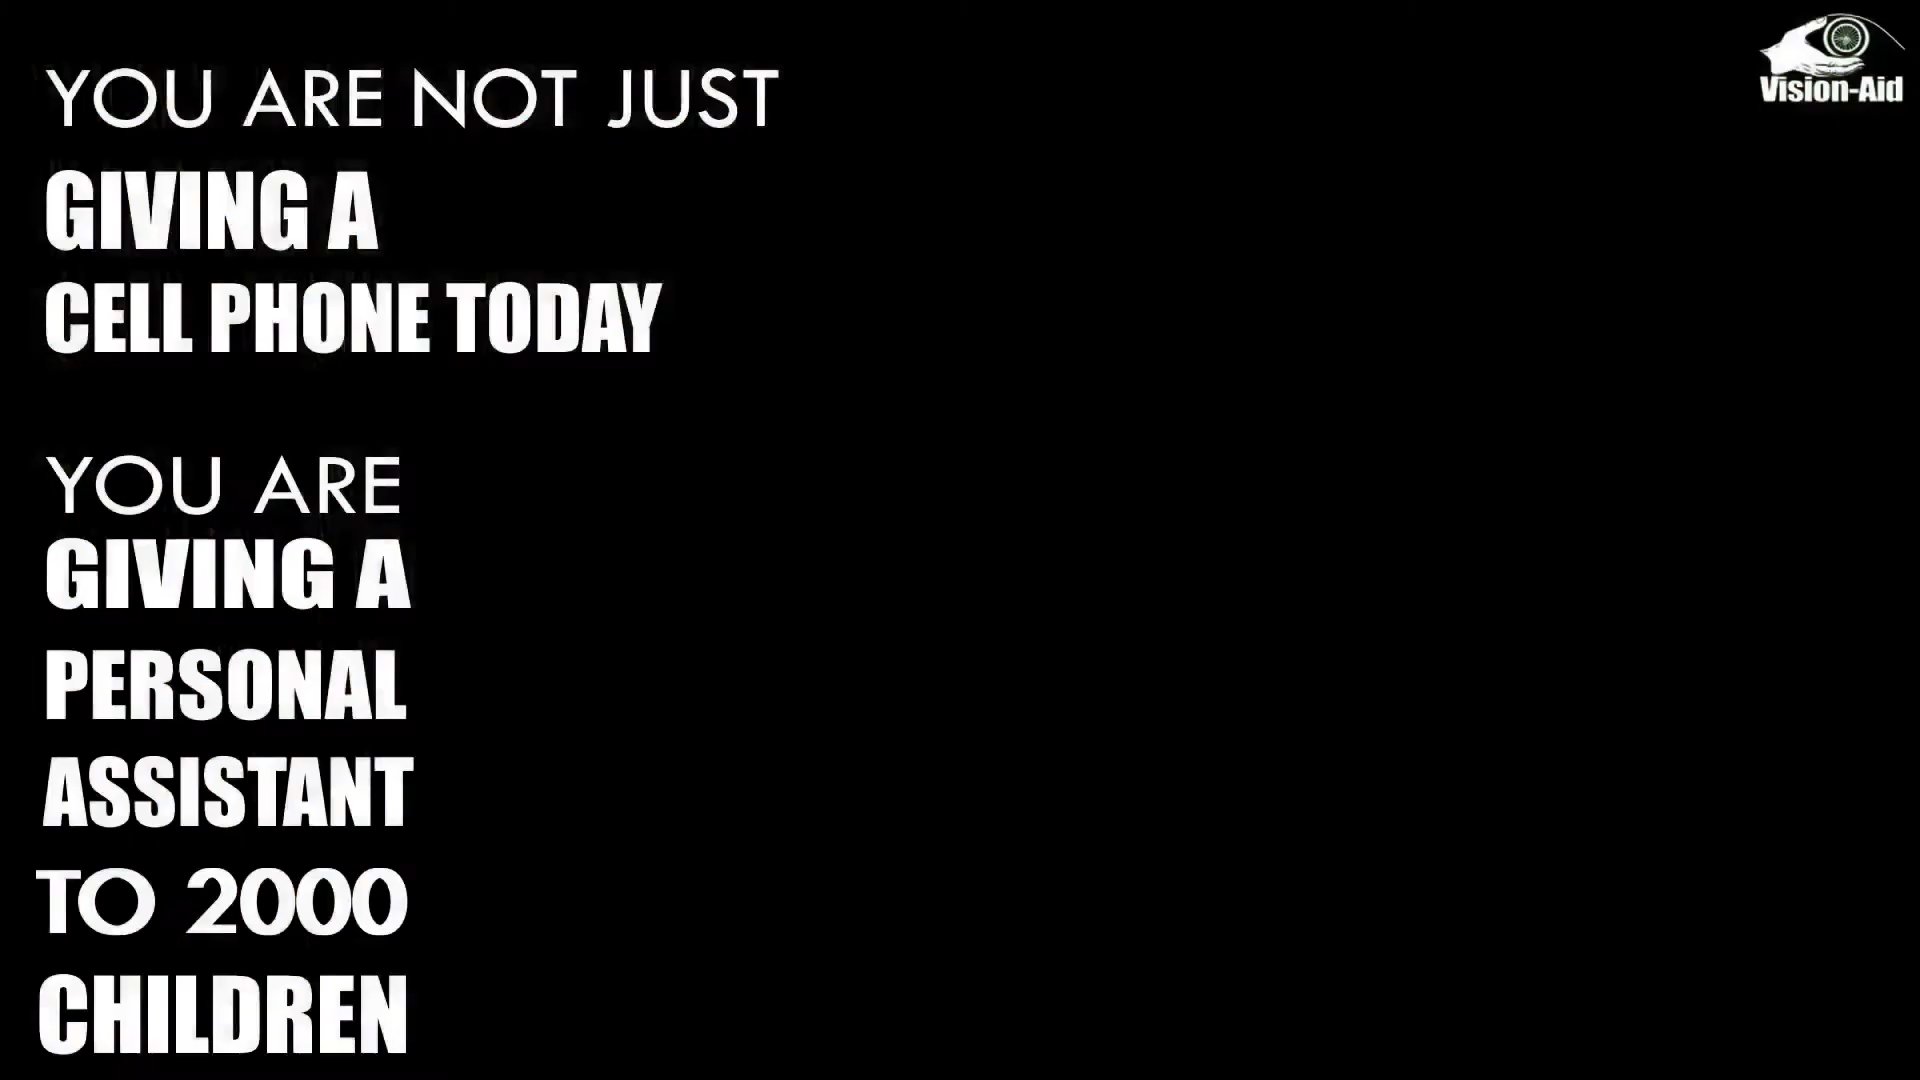 YOU ARE NOT JUST
GIVING A
CELL PHONE TODAY
YOU ARE
GIVING A
PERSONAL
ASSISTANT
TO 2000
CHILDREN
Vision-Aid